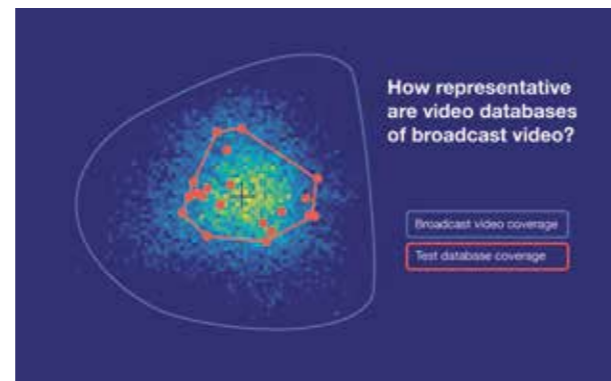 How representative
are video databases
of broadcast video?
Broadcast video coverage
Test database coverage